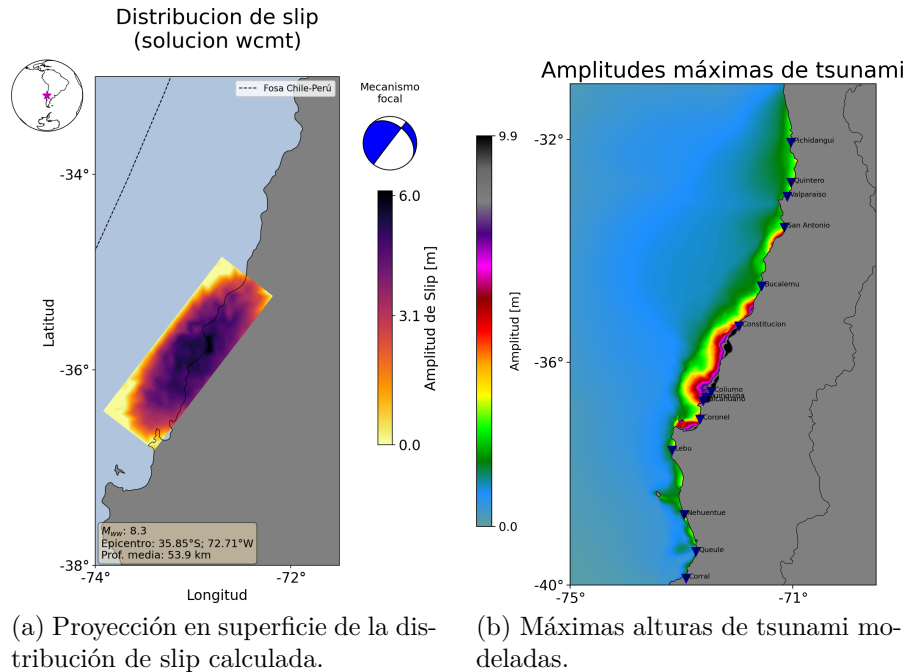 Distribucion de slip
(solucion wcmt)
Fosa Chile-Perú
Mecanismo
focal
-34°
-36°
-38°
-74°
-72°
Latitud
Longitud
6.0
3.1
0.0
Amplitud de Slip [m]
Mww: 8.3
Epicentro: 35.85°S; 72.71°W
Prof. media: 53.9 km
Amplitudes máximas de tsunami
9.9
0.0
Amplitud [m]
-32°
-36°
-40°
-75°
-71°
Pichidangui
Quintero
Valparaiso
San Antonio
Bucalemu
Constitucion
Coliumo
Coronel
Lebu
Nehuentue
Queule
Corral
(a) Proyección en superficie de la dis-
tribución de slip calculada.
(b) Máximas alturas de tsunami mo-
deladas.